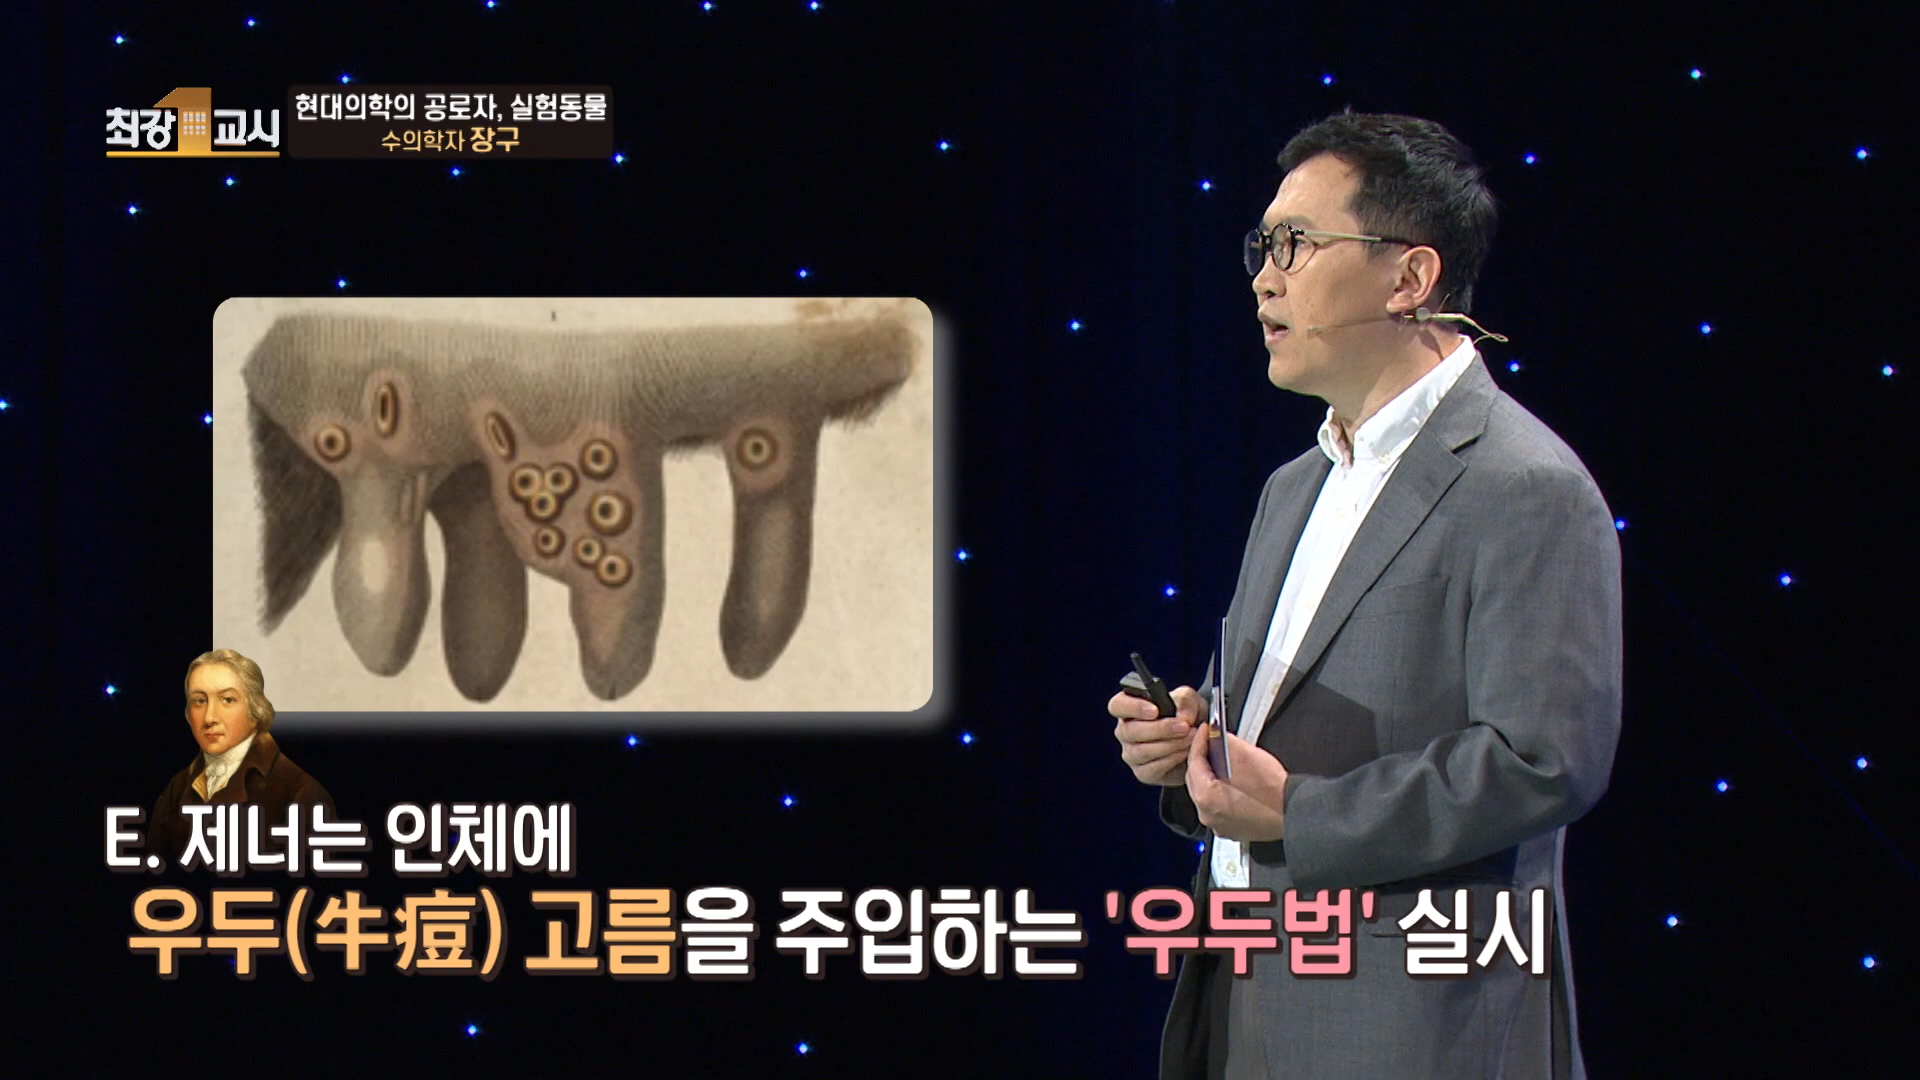 최강1교시
현대의학의 공로자, 실험동물
수의학자 장구
E. 제너는 인체에
우두(牛痘) 고름을 주입하는 '우두법' 실시